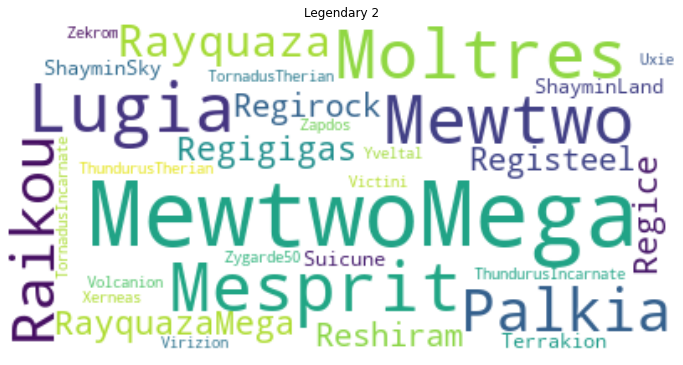 Legendary 2
Zekrom
Rayquaza
Moltres
Uxie
ShayminSky
TornadusTherian
ShayminLand
Lugia
Regirock
Mewtwo
Zapdos
Regigigas
Yveltal
Registeel
Raikou
TornadusIncarnate
ThundurusTherian
Victini
Regice
MewtwoMega
Zygarde50
Suicune
Volcanion
Mesprit
ThundurusIncarnate
Xerneas
Palkia
RayquazaMega
Reshiram
Virizion
Terrakion